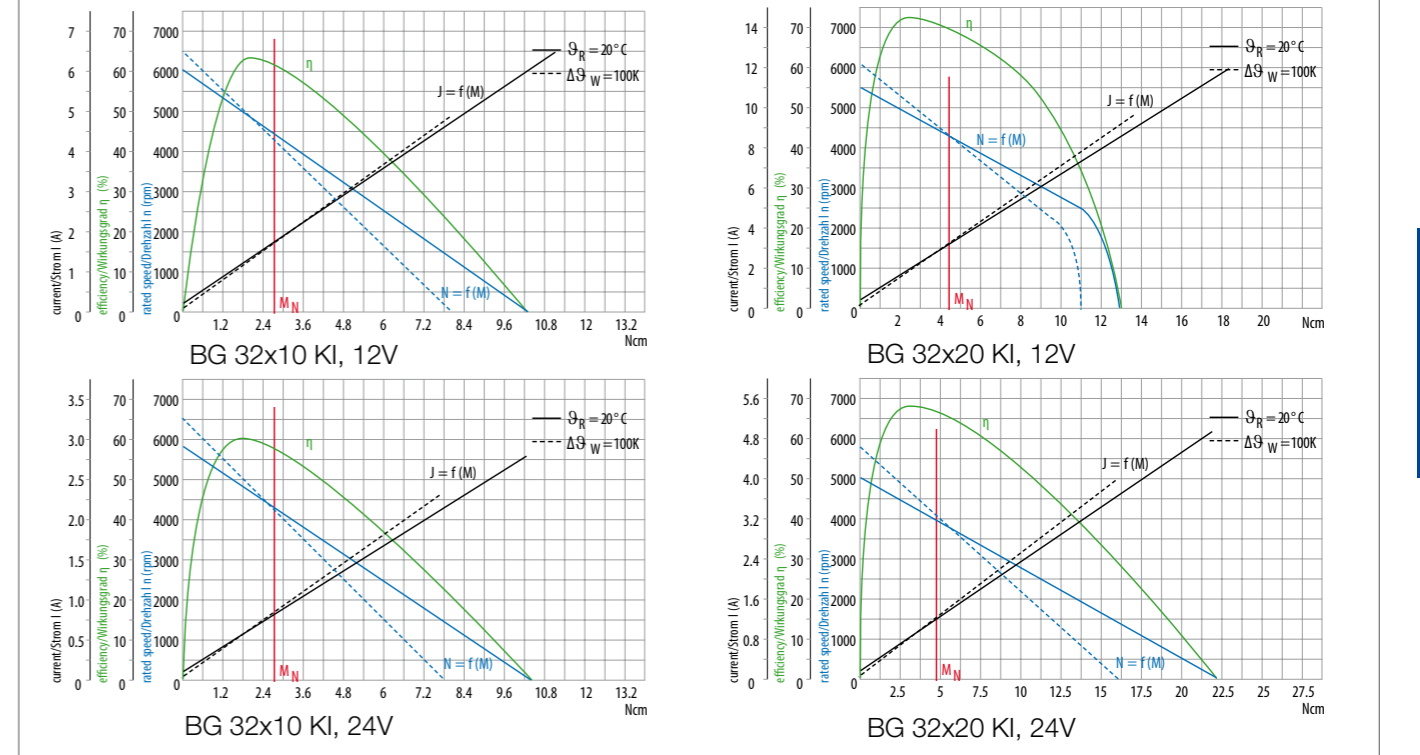 7 70 7000
6 60 6000
5 50 5000
4 40 4000
3 30 3000
2 20 2000
1 10 1000
0 0 0
current/Strom I (A)
efficiency/Wirkungsgrad η (%)
rated speed/Drehzahl n (rpm)
η
ϑR = 20°C
Δϑ W = 100K
J = f (M)
N = f (M)
MN
1.2 2.4 3.6 4.8 6 7.2 8.4 9.6 10.8 12 13.2
Ncm
BG 32x10 KI, 12V
14 70 7000
12 60 6000
10 50 5000
8 40 4000
6 30 3000
4 20 2000
2 10 1000
0 0 0
current/Strom I (A)
efficiency/Wirkungsgrad η (%)
rated speed/Drehzahl n (rpm)
η
ϑR = 20°C
Δϑ W = 100K
J = f (M)
N = f (M)
MN
2 4 6 8 10 12 14 16 18 20 Ncm
BG 32x20 KI, 12V
3.5 70 7000
3.0 60 6000
2.5 50 5000
2.0 40 4000
1.5 30 3000
1.0 20 2000
0.5 10 1000
0 0 0
current/Strom I (A)
efficiency/Wirkungsgrad η (%)
rated speed/Drehzahl n (rpm)
η
ϑR = 20°C
Δϑ W = 100K
J = f (M)
N = f (M)
MN
1.2 2.4 3.6 4.8 6 7.2 8.4 9.6 10.8 12 13.2
Ncm
BG 32x10 KI, 24V
5.6 70 7000
4.8 60 6000
4.0 50 5000
3.2 40 4000
2.4 30 3000
1.6 20 2000
0.8 10 1000
0 0 0
current/Strom I (A)
efficiency/Wirkungsgrad η (%)
rated speed/Drehzahl n (rpm)
η
ϑR = 20°C
Δϑ W = 100K
J = f (M)
N = f (M)
MN
2.5 5 7.5 10 12.5 15 17.5 20 22.5 25 27.5
Ncm
BG 32x20 KI, 24V